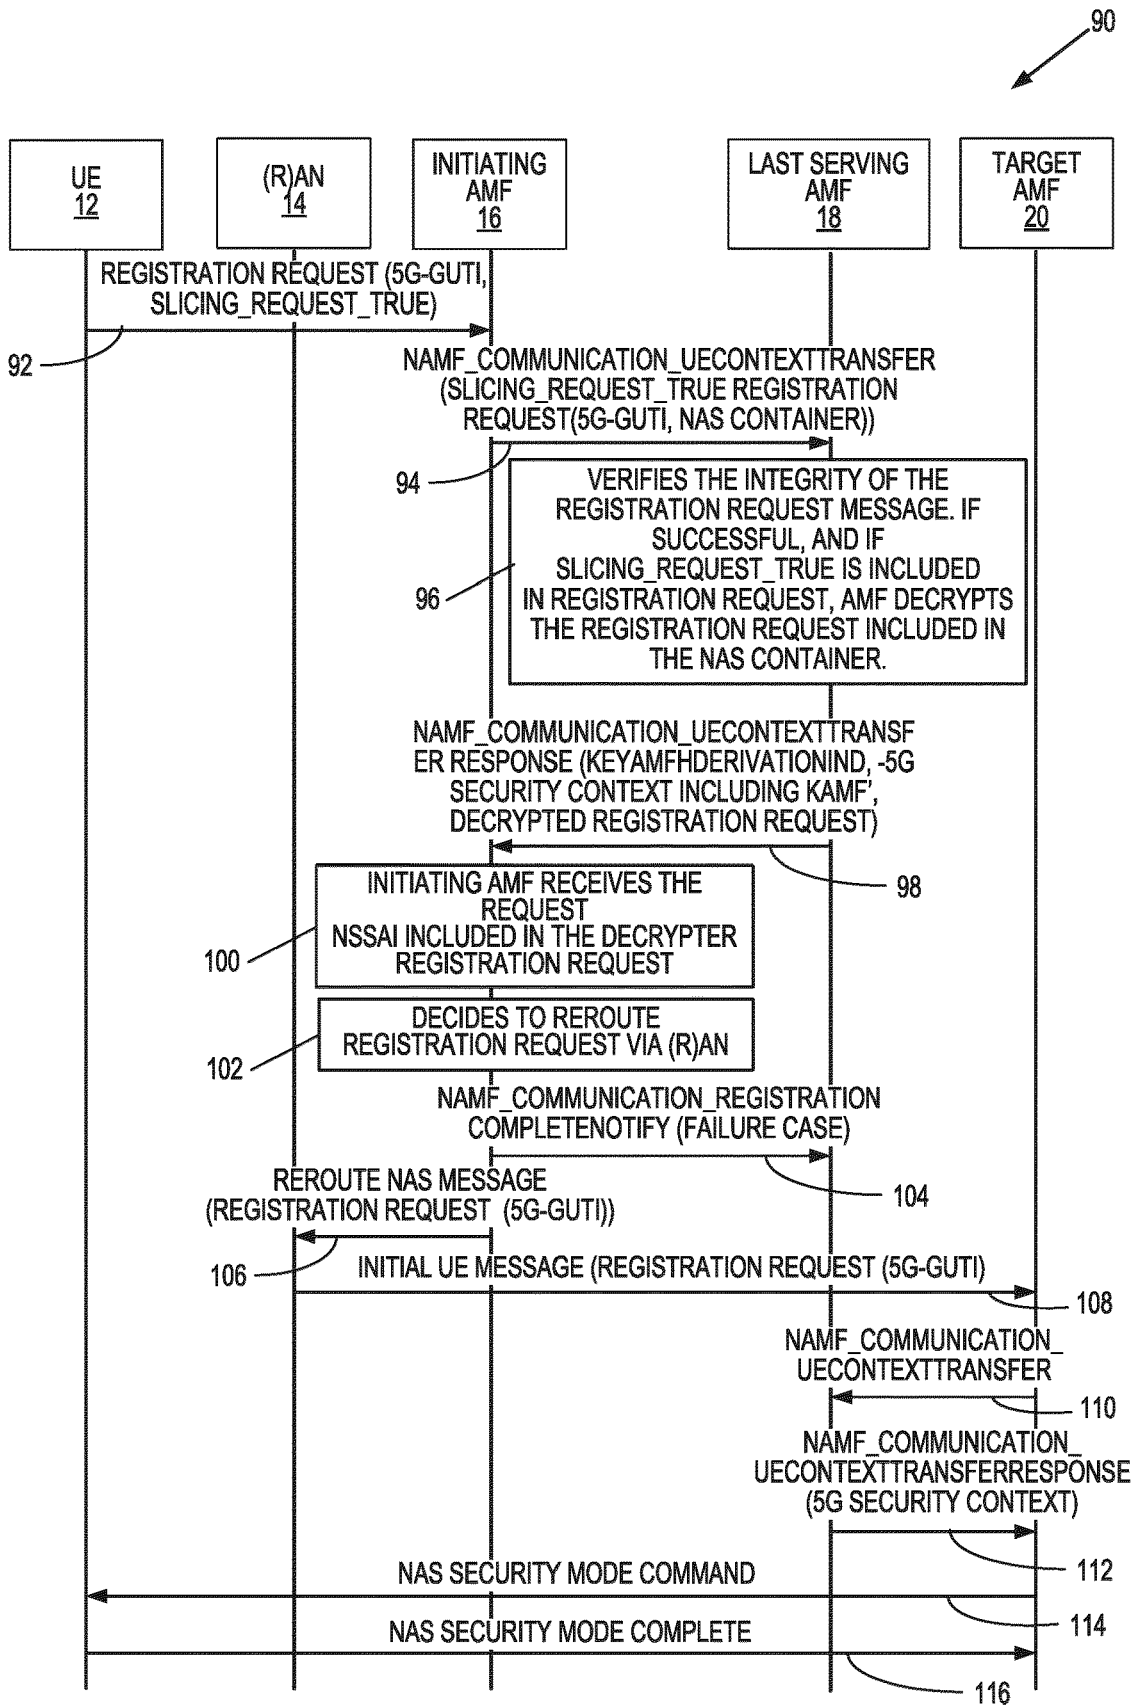 90
UE
12
(R)AN
14
INITIATING
AMF
16
LAST SERVING
AMF
18
TARGET
AMF
20
REGISTRATION REQUEST (5G-GUTI,
SLICING_REQUEST_TRUE)
92
NAMF_COMMUNICATION_UECONTEXTTRANSFER
(SLICING_REQUEST_TRUE REGISTRATION
REQUEST(5G-GUTI, NAS CONTAINER))
94
VERIFIES THE INTEGRITY OF THE
REGISTRATION REQUEST MESSAGE. IF
SUCCESSFUL, AND IF
SLICING_REQUEST_TRUE IS INCLUDED
IN REGISTRATION REQUEST, AMF DECRYPTS
THE REGISTRATION REQUEST INCLUDED IN
THE NAS CONTAINER.
96
NAMF_COMMUNICATION_UECONTEXTTRANSF
ER RESPONSE (KEYAMFHDERIVATIONIND, -5G
SECURITY CONTEXT INCLUDING KAMF',
DECRYPTED REGISTRATION REQUEST)
98
INITIATING AMF RECEIVES THE
REQUEST
NSSAI INCLUDED IN THE DECRYPTER
REGISTRATION REQUEST
100
DECIDES TO REROUTE
REGISTRATION REQUEST VIA (R)AN
102
NAMF_COMMUNICATION_REGISTRATION
COMPLETENOTIFY (FAILURE CASE)
104
REROUTE NAS MESSAGE
(REGISTRATION REQUEST (5G-GUTI))
106
INITIAL UE MESSAGE (REGISTRATION REQUEST (5G-GUTI)
108
NAMF_COMMUNICATION_
UECONTEXTTRANSFER
110
NAMF_COMMUNICATION_
UECONTEXTTRANSFERRESPONSE
(5G SECURITY CONTEXT)
112
NAS SECURITY MODE COMMAND
114
NAS SECURITY MODE COMPLETE
116